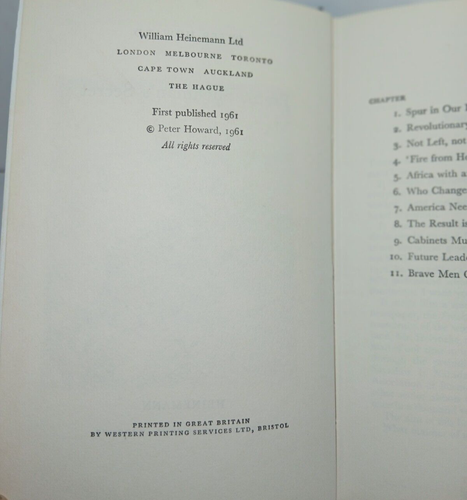 William Heinemann Ltd
LONDON MELBOURNE TORONTO
CAPE TOWN AUCKLAND
THE HAGUE
First published 1961
© Peter Howard, 1961
All rights reserved
PRINTED IN GREAT BRITAIN
BY WESTERN PRINTING SERVICES LTD, BRISTOL
CHAPTER
1. Spur in Our
2. Revolutionary
3. Not Left, not
4. 'Fire from
5. Africa with a
6. Who Change
7. America
8. The Result is
9. Cabinets
10. Future
11. Brave Men